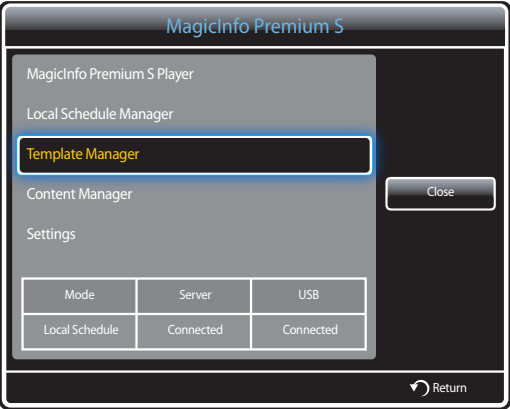 MagicInfo Premium S
MagicInfo Premium S Player
Local Schedule Manager
Template Manager
Content Manager
Settings
Close
Mode Server USB
Local Schedule Connected Connected
Return